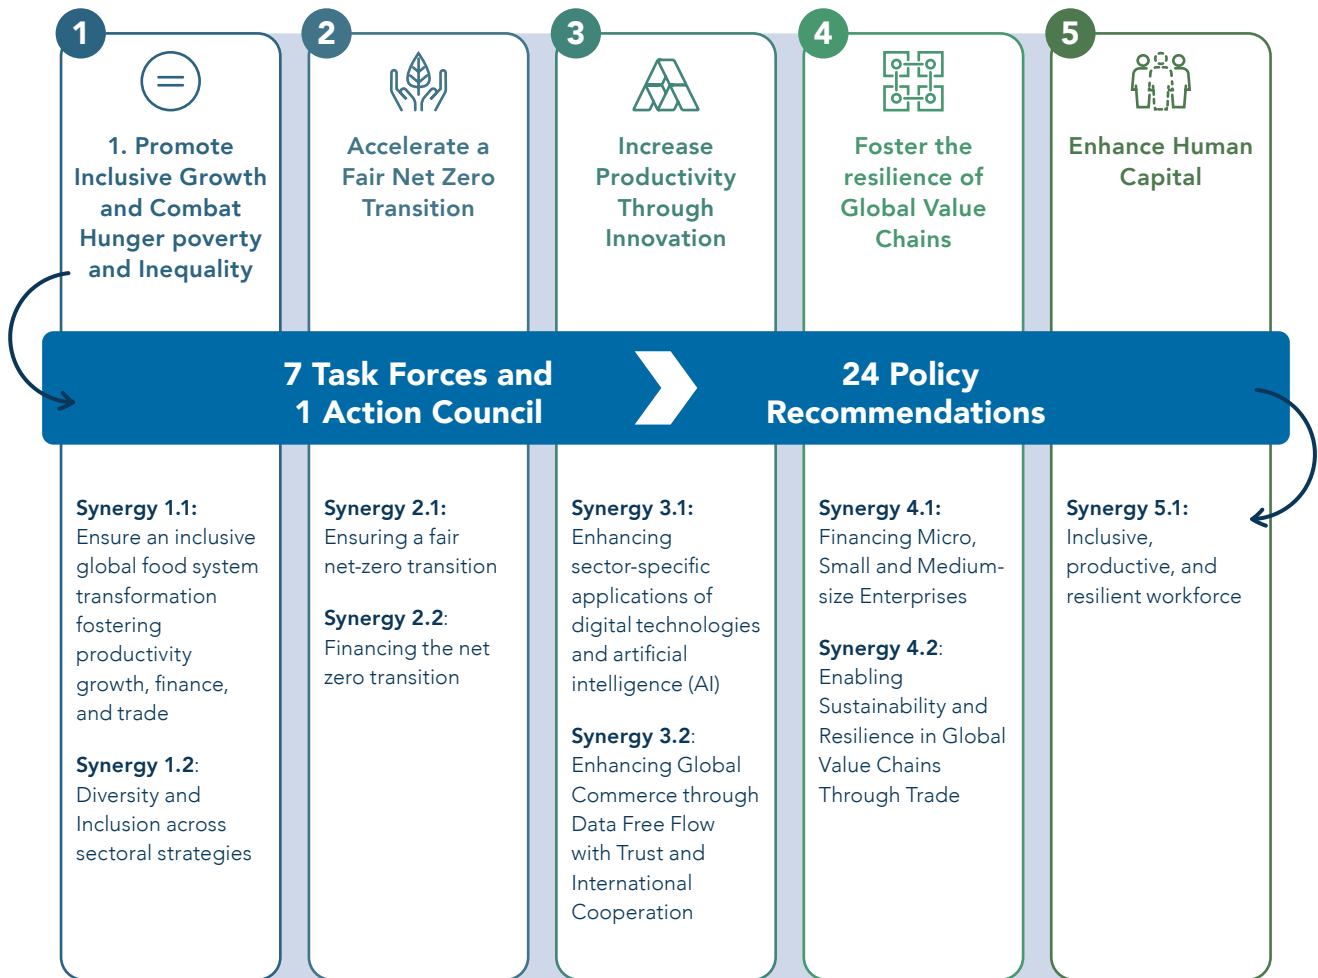 1
1. Promote
Inclusive Growth
and Combat
Hunger poverty
and Inequality
2
Accelerate a
Fair Net Zero
Transition
3
Increase
Productivity
Through
Innovation
4
Foster the
resilience of
Global Value
Chains
5
Enhance Human
Capital
7 Task Forces and
1 Action Council
24 Policy
Recommendations
Synergy 1.1:
Ensure an inclusive
global food system
transformation
fostering
productivity
growth, finance,
and trade
Synergy 1.2:
Diversity and
Inclusion across
sectoral strategies
Synergy 2.1:
Ensuring a fair
net-zero transition
Synergy 2.2:
Financing the net
zero transition
Synergy 3.1:
Enhancing
sector-specific
applications of
digital technologies
and artificial
intelligence (AI)
Synergy 3.2:
Enhancing Global
Commerce through
Data Free Flow
with Trust and
International
Cooperation
Synergy 4.1:
Financing Micro,
Small and Medium-
size Enterprises
Synergy 4.2:
Enabling
Sustainability and
Resilience in Global
Value Chains
Through Trade
Synergy 5.1:
Inclusive,
productive, and
resilient workforce